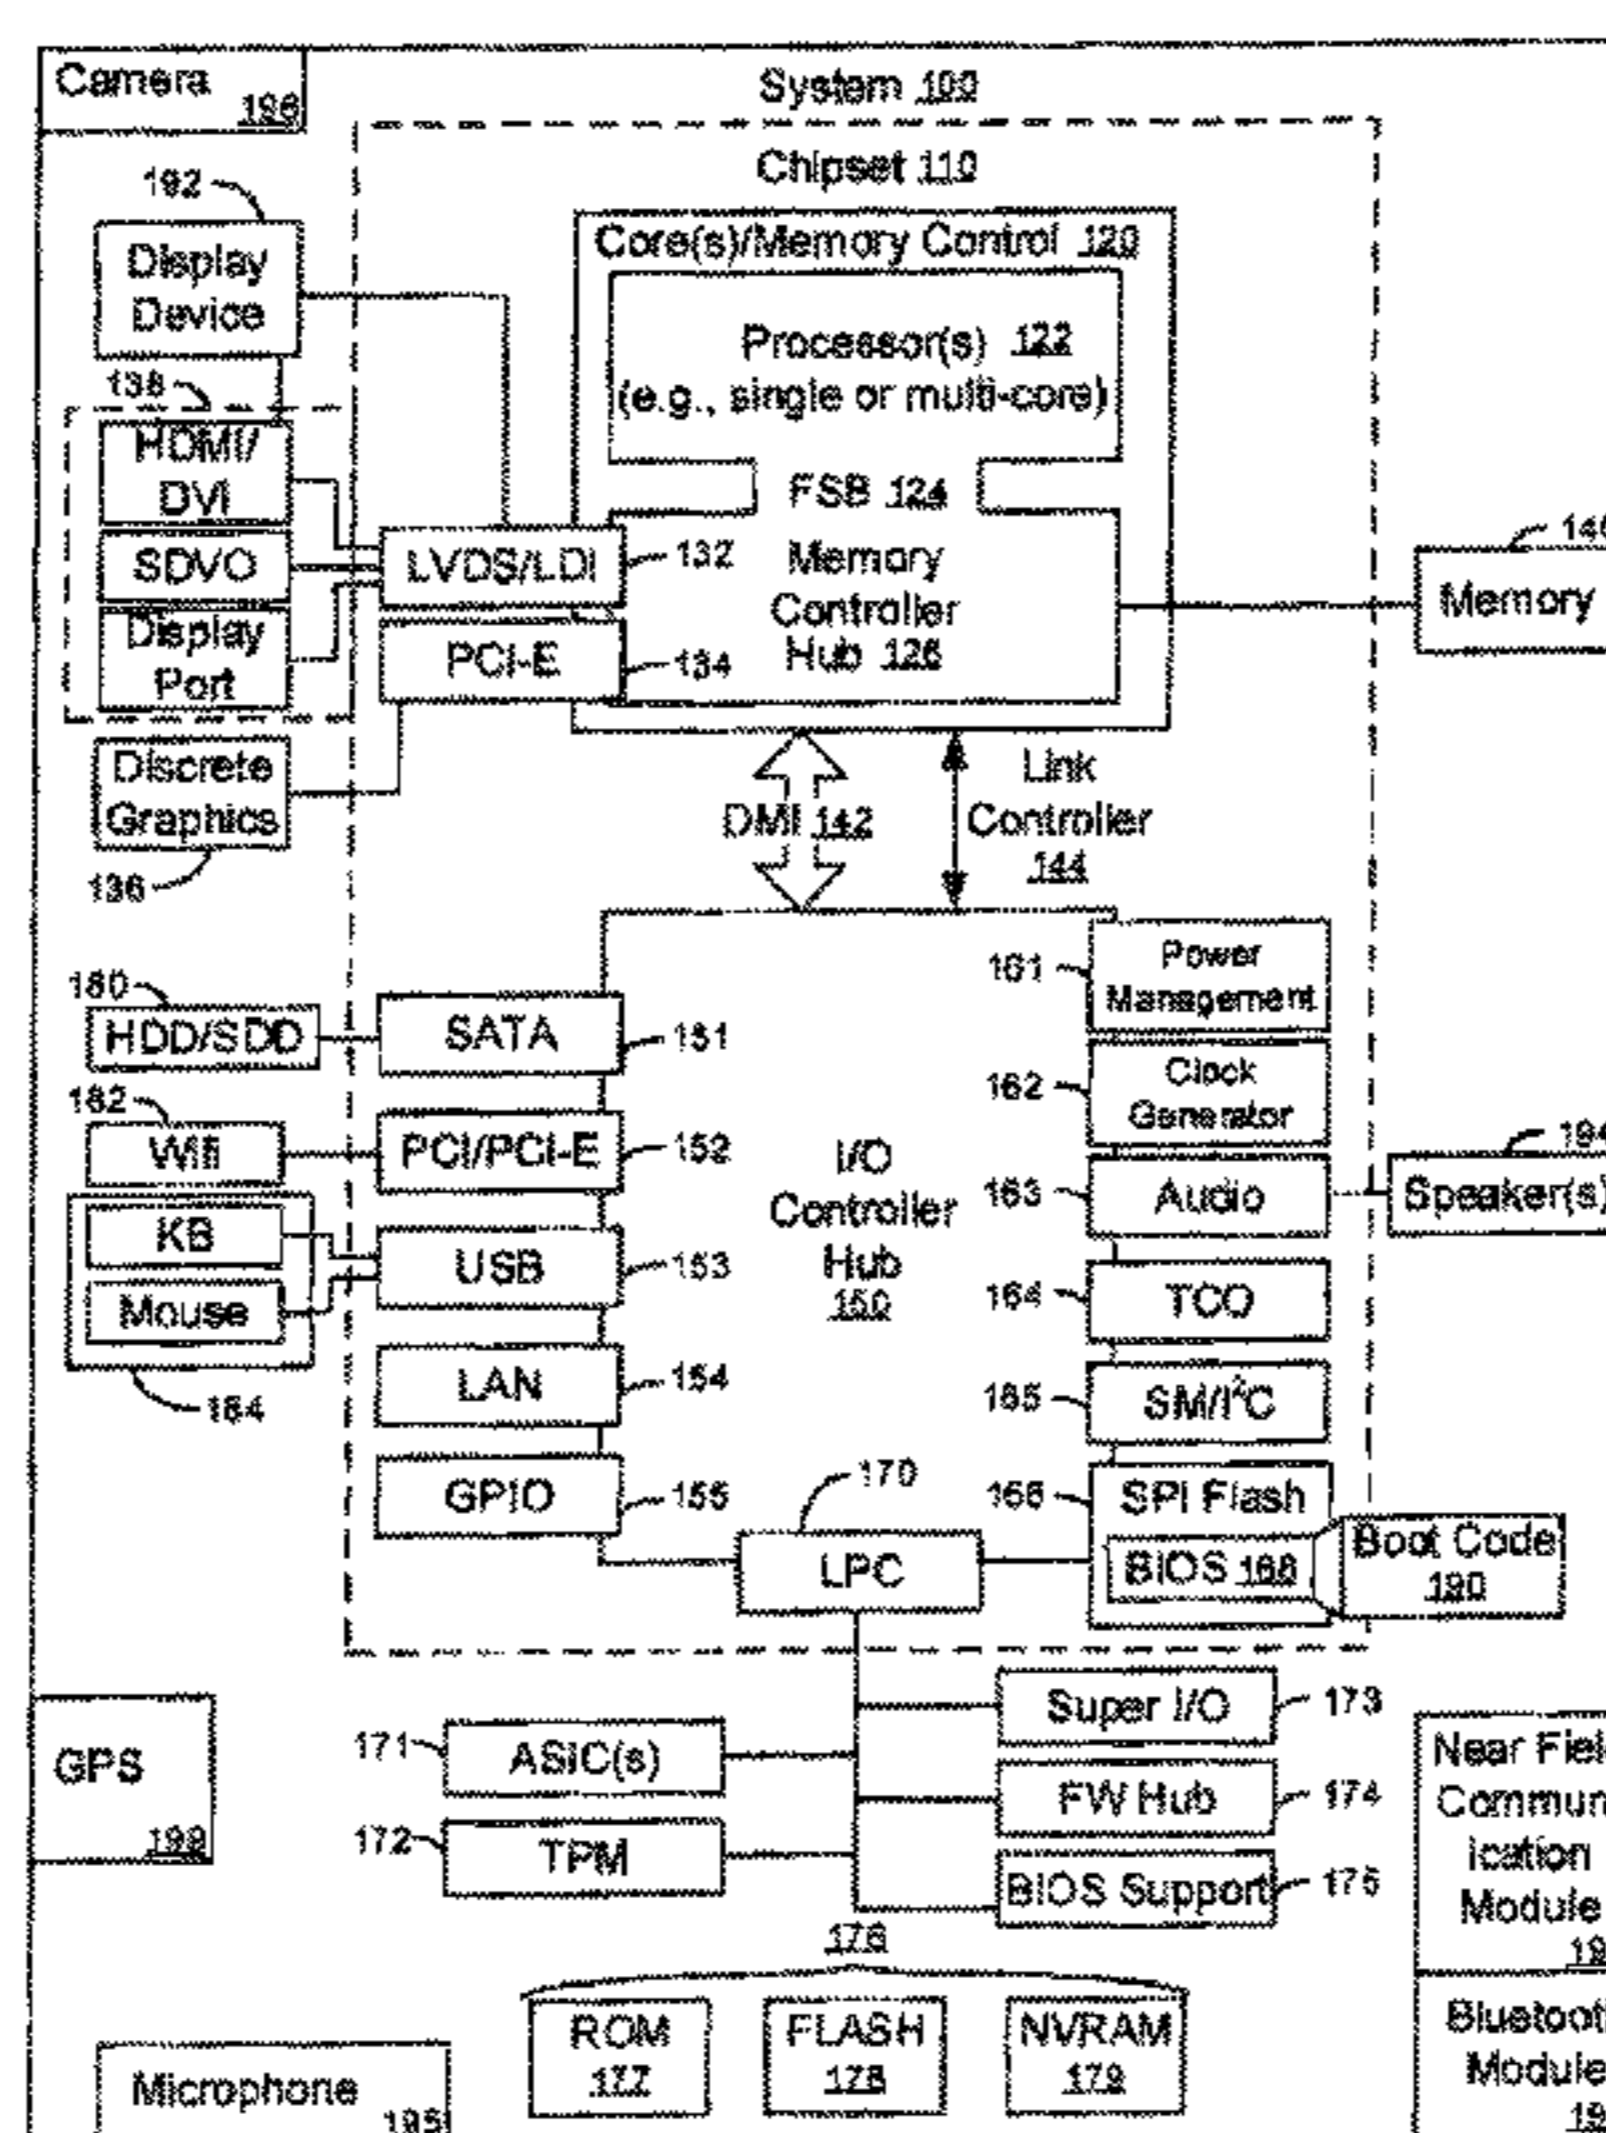 Camera
196
System 100
Chipset 110
192
Display
Device
Core(s)/Memory Control 120
Processor(s) 122
(e.g., single or multi-core)
138
HDMI/
DVI
SDVO
Display
Port
FSB 124
LVDS/LDI
132
PCI-E
134
Memory
Controller
Hub 126
Memory
Discrete
Graphics
136
DMI 142
Link
Controller
144
161
Power
Management
180
HDD/SDD
SATA
151
162
Clock
Generator
182
Wifi
PCI/PCI-E
152
I/O
Controller
Hub
150
163
Audio
Speaker(s)
KB
Mouse
184
USB
153
164
TCO
LAN
154
165
SM/I²C
GPIO
155
170
LPC
166
SPI Flash
BIOS 168
Boot Code
190
GPS
199
171
ASIC(s)
172
TPM
Super I/O
173
FW Hub
174
BIOS Support
175
Near
ication
Module
Module
176
ROM
177
FLASH
178
NVRAM
179
Microphone
195